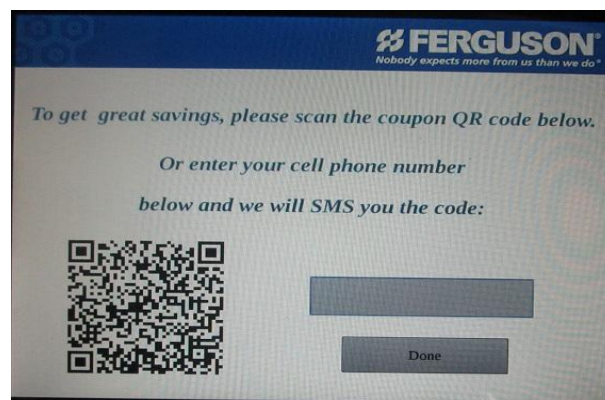 FERGUSON®
Nobody expects more from us than we do®
To get great savings, please scan the coupon QR code below.
Or enter your cell phone number
below and we will SMS you the code:
Done